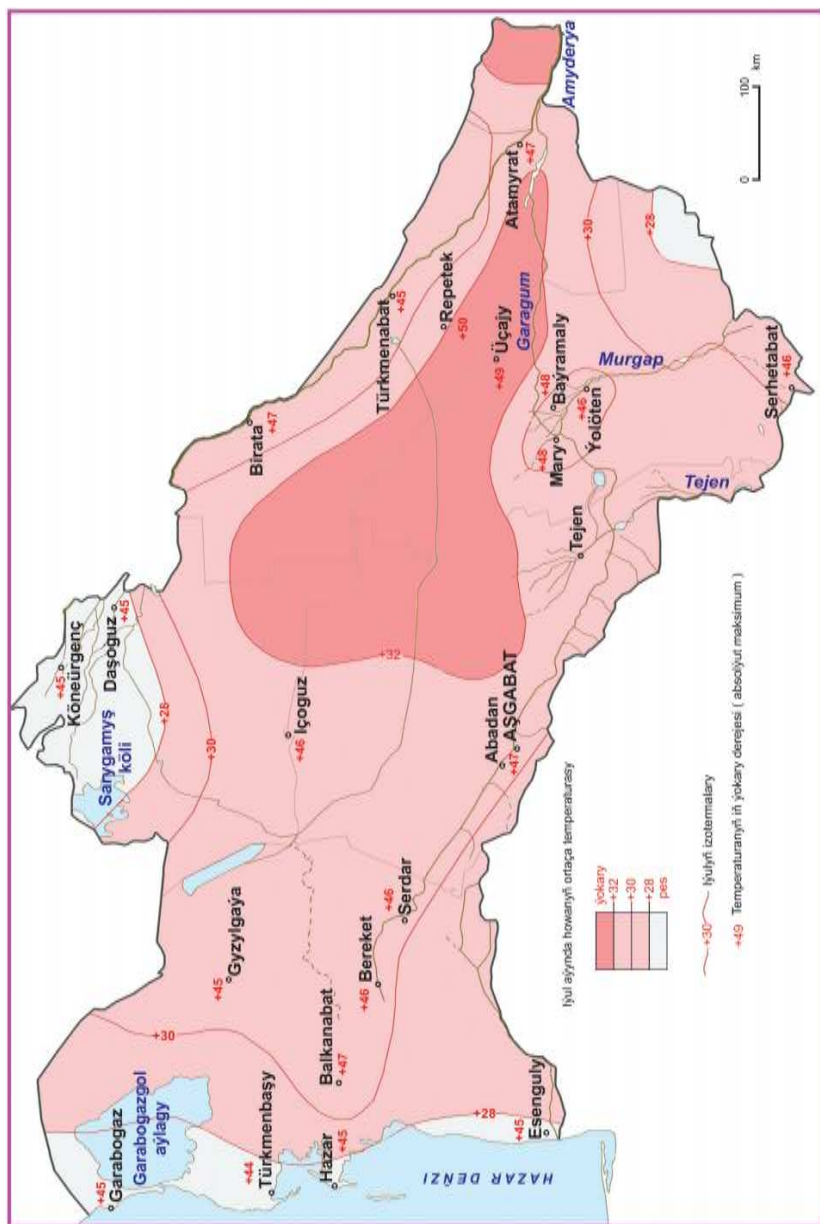 Köneürgenç
+45
Daşoguz
+45
Sarygamyş
köli
+28
+30
Garabogaz
+45
Garabogazgol
aýlagy
+30
Gyzylgaýa
+45
Türkmenbaşy
+44
Hazar
+45
Balkanabat
+47
Bereket
+46
Serdar
+46
Içoguz
+46
+32
Birata
+47
Türkmenabat
+45
Repetek
+50
Üçajy
+49
Garagum
Atamyrat
+47
Amyderýa
Abadan
AŞGABAT
+47
Tejen
Mary
+48
Baýramaly
+48
Ýolöten
+46
Murgap
+30
+28
Tejen
Serhetabat
+46
+28
Esenguly
+45
HAZAR DEŇZI
Iýul aýynda howanyň ortaça temperaturasy
ýokary
+32
+30
+28
pes
+30 Iýulyň izotermalary
+49 Temperaturanyň iň ýokary derejesi ( absolýut maksimum )
0 100
km